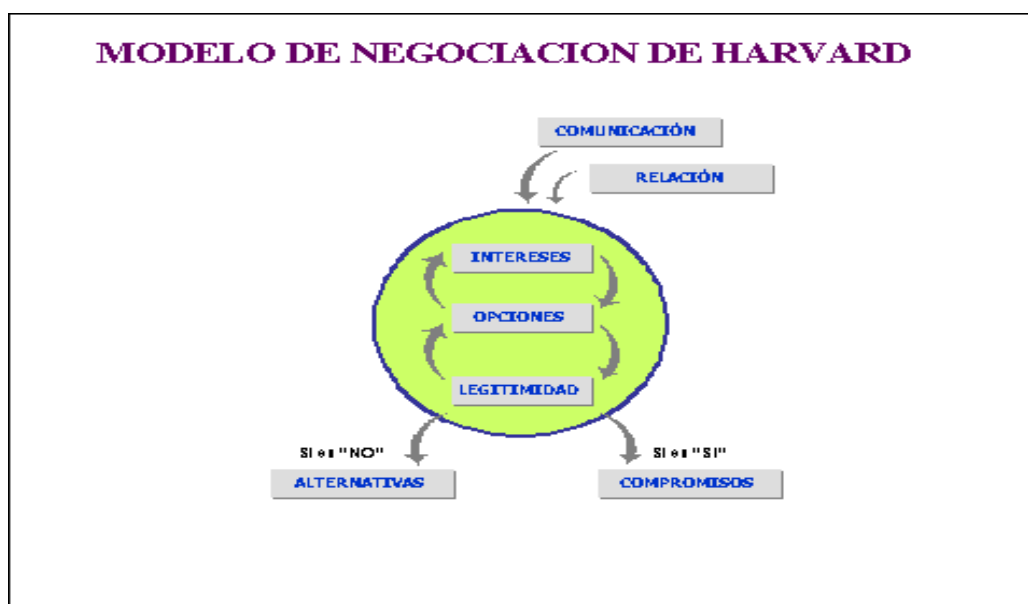 MODELO DE NEGOCIACION DE HARVARD
COMUNICACIÓN
RELACIÓN
INTERESES
OPCIONES
LEGITIMIDAD
Si es "NO"
Si es "SI"
ALTERNATIVAS
COMPROMISOS